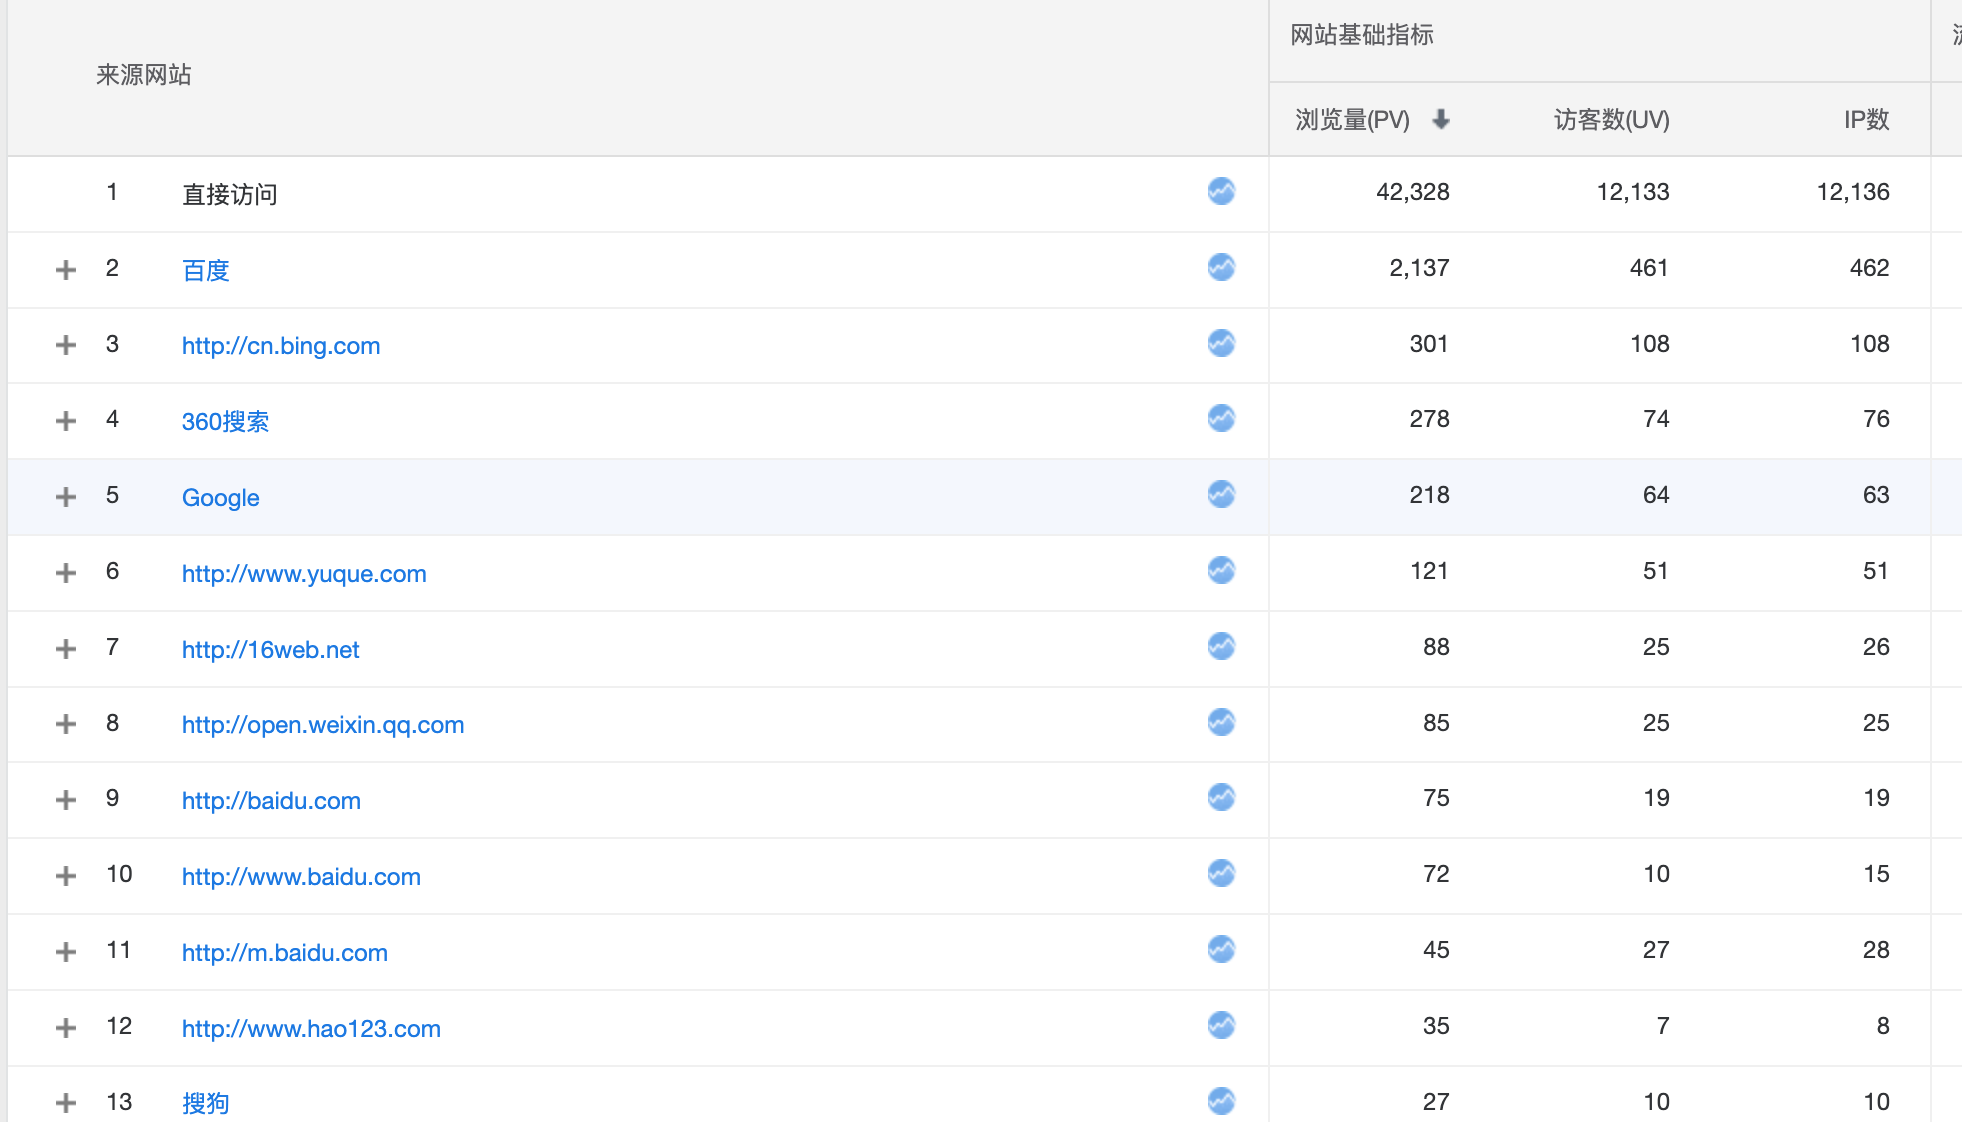 来源网站
网站基础指标
浏览量(PV) 访客数(UV) IP数
1 直接访问 42,328 12,133 12,136
2 百度 2,137 461 462
3 http://cn.bing.com 301 108 108
4 360搜索 278 74 76
5 Google 218 64 63
6 http://www.yuque.com 121 51 51
7 http://16web.net 88 25 26
8 http://open.weixin.qq.com 85 25 25
9 http://baidu.com 75 19 19
10 http://www.baidu.com 72 10 15
11 http://m.baidu.com 45 27 28
12 http://www.hao123.com 35 7 8
13 搜狗 27 10 10